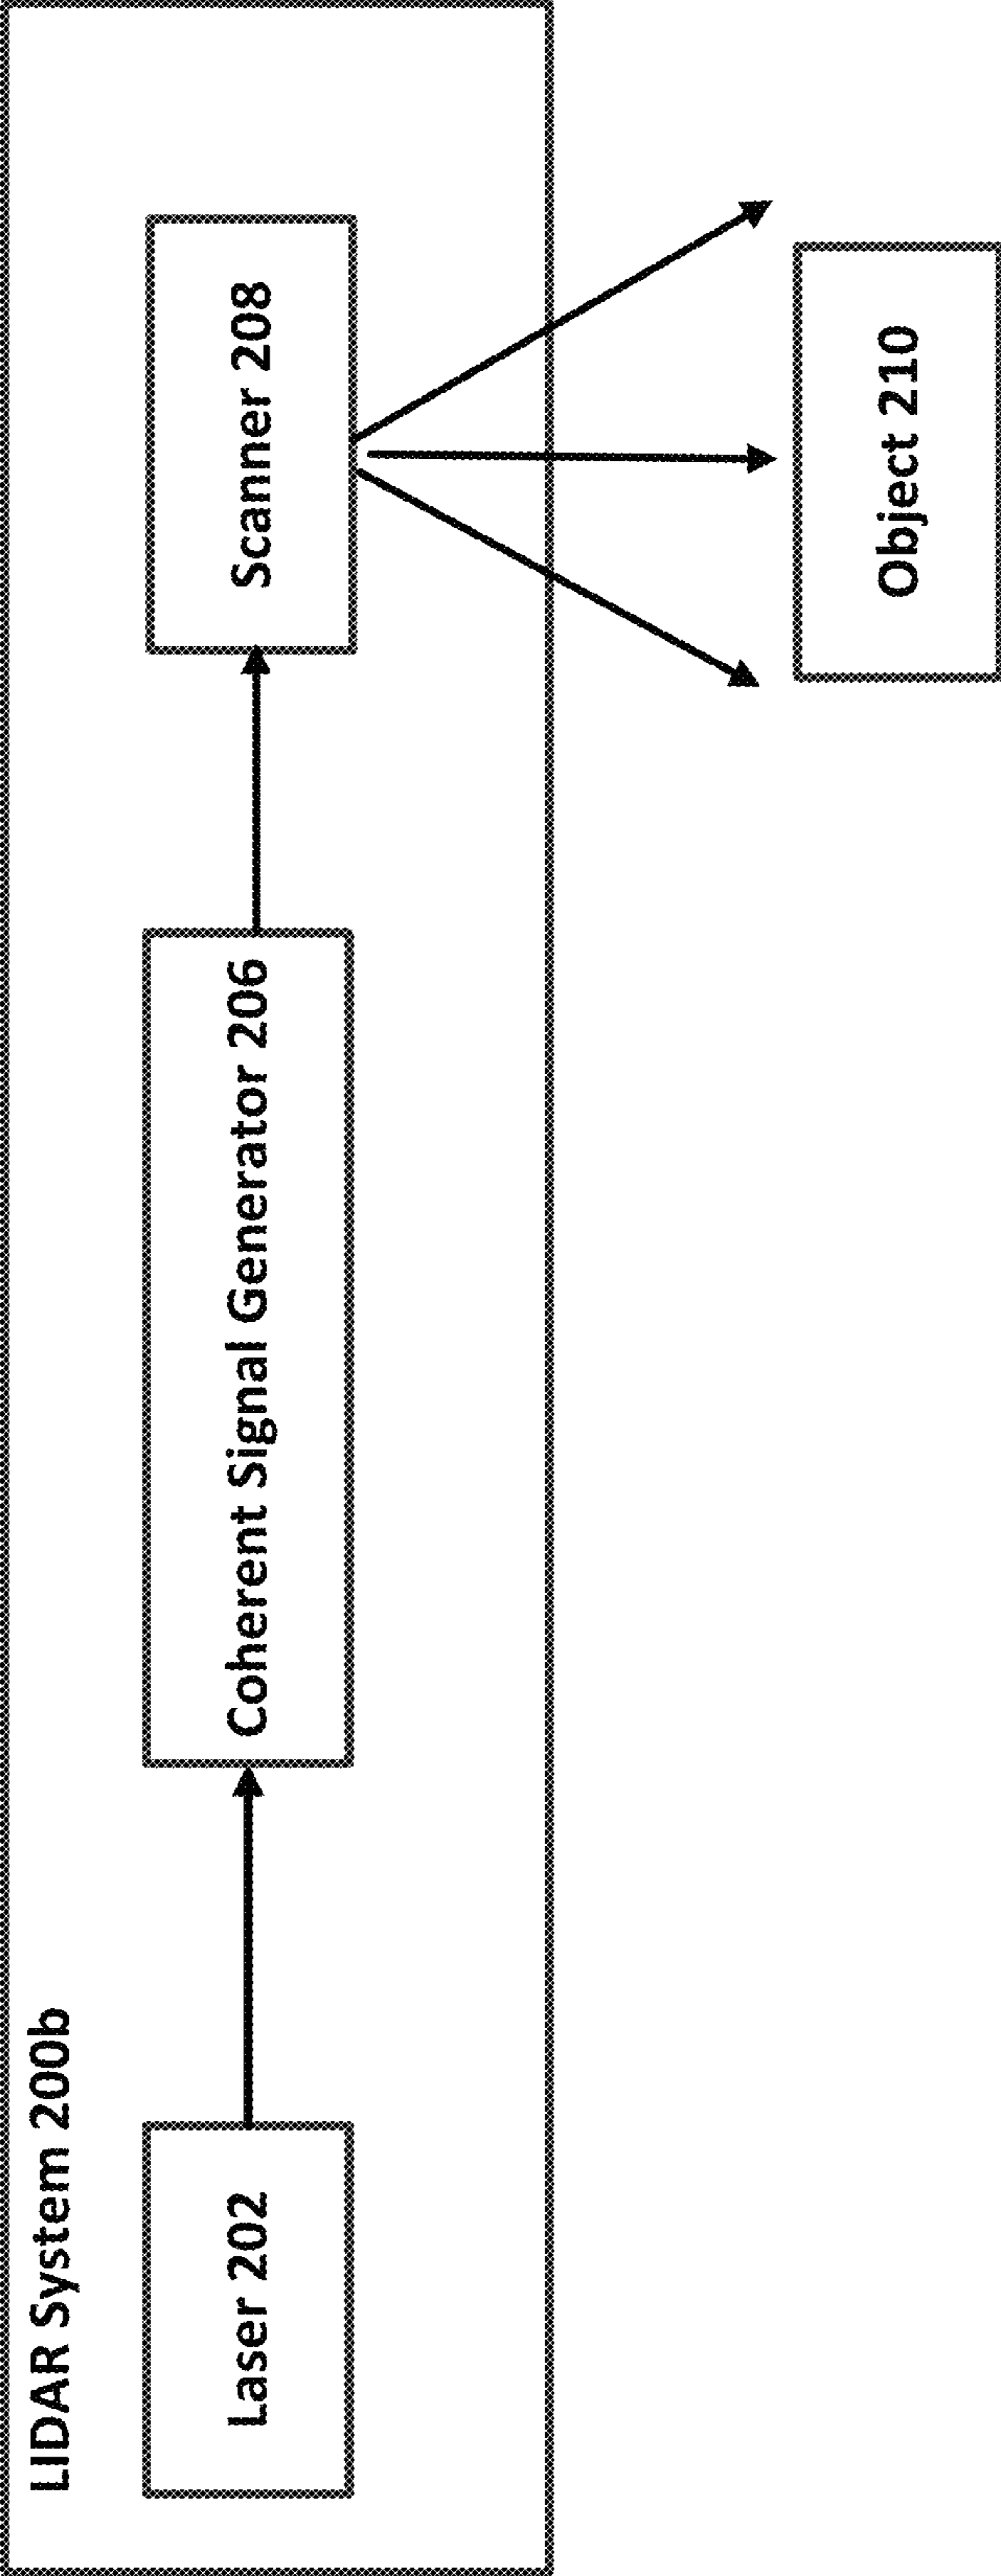 LIDAR System 200b
Laser 202
Coherent Signal Generator 206
Scanner 208
Object 210